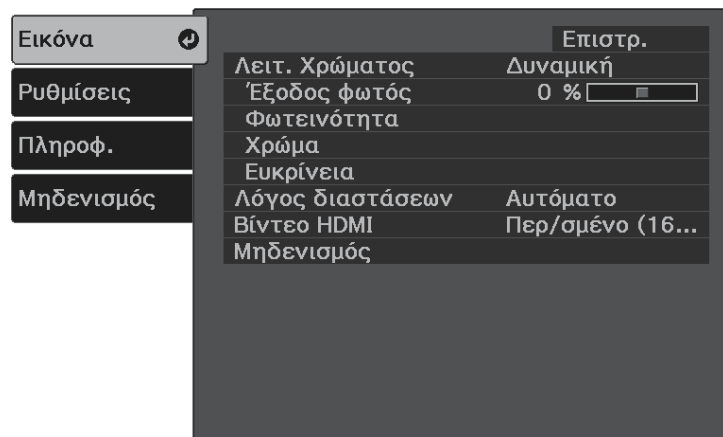 Εικόνα
Ρυθμίσεις
Πληροφ.
Μηδενισμός
Επιστρ.
Λειτ. Χρώματος Δυναμική
Έξοδος φωτός 0 %
Φωτεινότητα
Χρώμα
Ευκρίνεια
Λόγος διαστάσεων Αυτόματο
Βίντεο HDMI Περ/σμένο (16...
Μηδενισμός